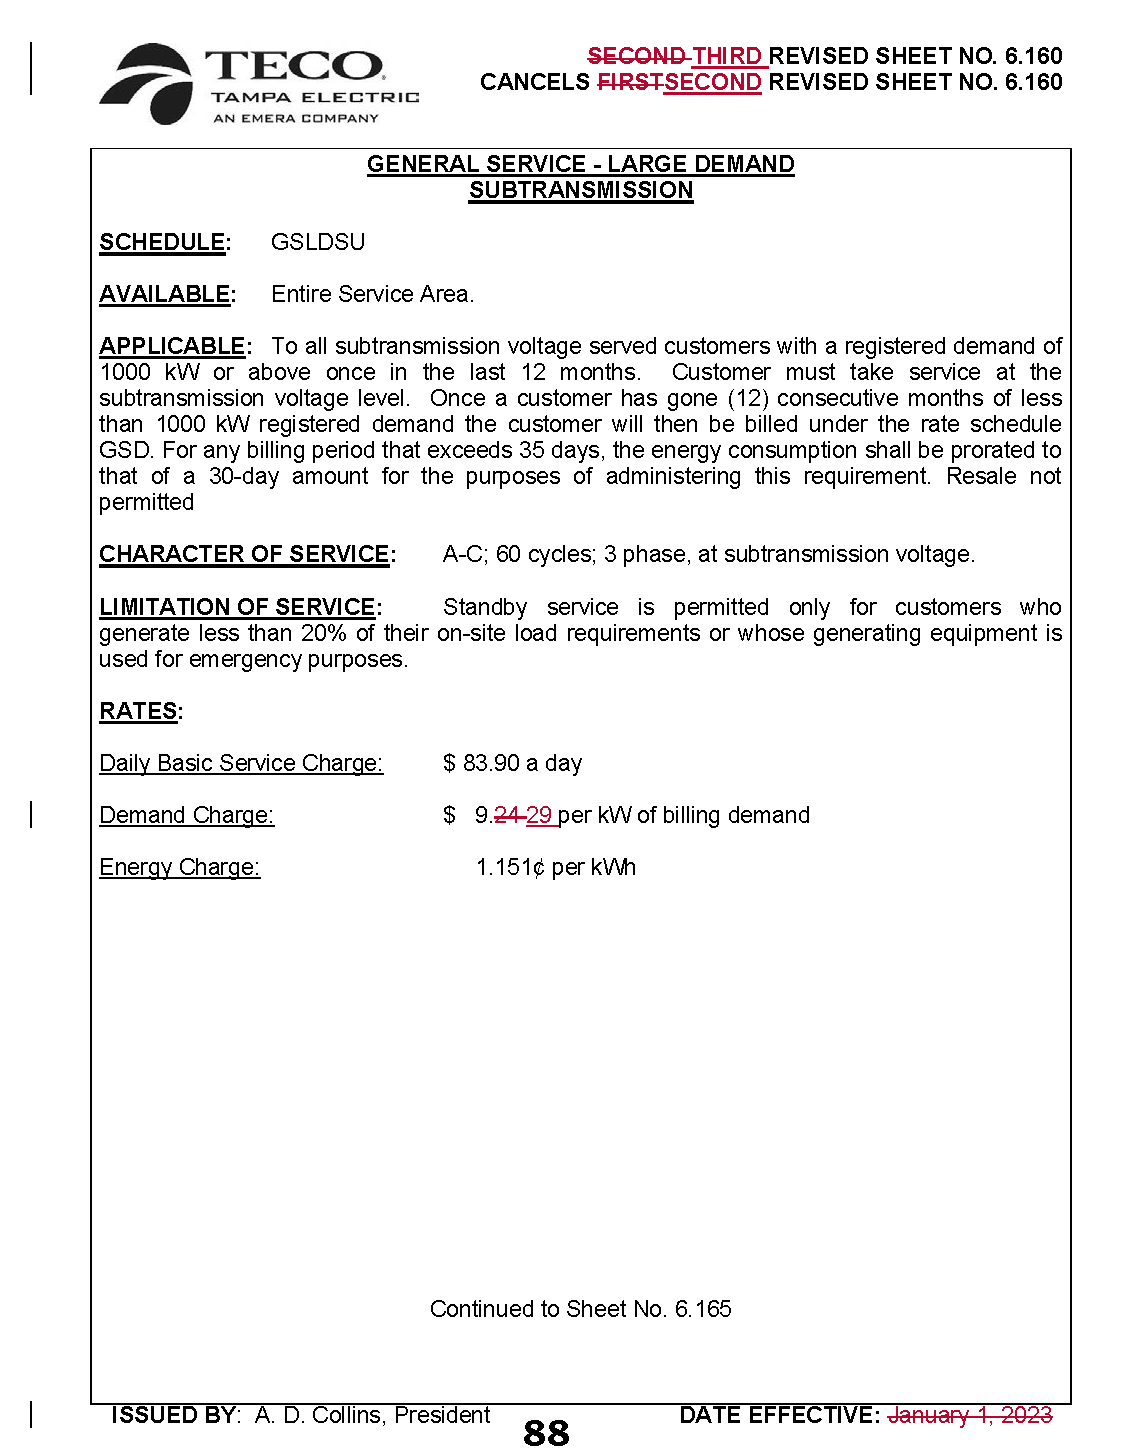 TECO.
TAMPA ELECTRIC
AN EMERA COMPANY
SECOND THIRD REVISED SHEET NO. 6.160
CANCELS FIRSTSECOND REVISED SHEET NO. 6.160
GENERAL SERVICE - LARGE DEMAND
SUBTRANSMISSION
SCHEDULE: GSLDSU
AVAILABLE: Entire Service Area.
APPLICABLE: To all subtransmission voltage served customers with a registered demand of
1000 kW or above once in the last 12 months. Customer must take service at the
subtransmission voltage level. Once a customer has gone (12) consecutive months of less
than 1000 kW registered demand the customer will then be billed under the rate schedule
GSD. For any billing period that exceeds 35 days, the energy consumption shall be prorated to
that of a 30-day amount for the purposes of administering this requirement. Resale not
permitted
CHARACTER OF SERVICE: A-C; 60 cycles; 3 phase, at subtransmission voltage.
LIMITATION OF SERVICE: Standby service is permitted only for customers who
generate less than 20% of their on-site load requirements or whose generating equipment is
used for emergency purposes.
RATES:
Daily Basic Service Charge: $ 83.90 a day
Demand Charge: $ 9.24 29 per kW of billing demand
Energy Charge: 1.151¢ per kWh
Continued to Sheet No. 6.165
ISSUED BY: A. D. Collins, President
DATE EFFECTIVE: January 1, 2023
88